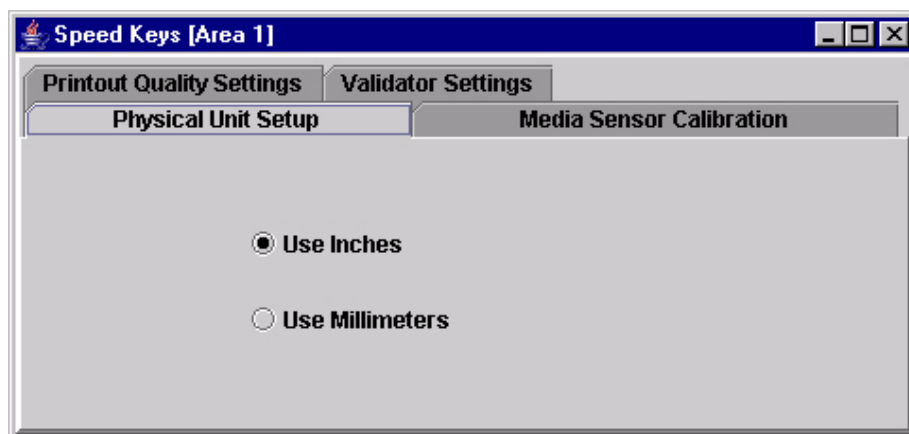 Speed Keys [Area 1]
Printout Quality Settings Validator Settings
Physical Unit Setup Media Sensor Calibration
Use Inches
Use Millimeters